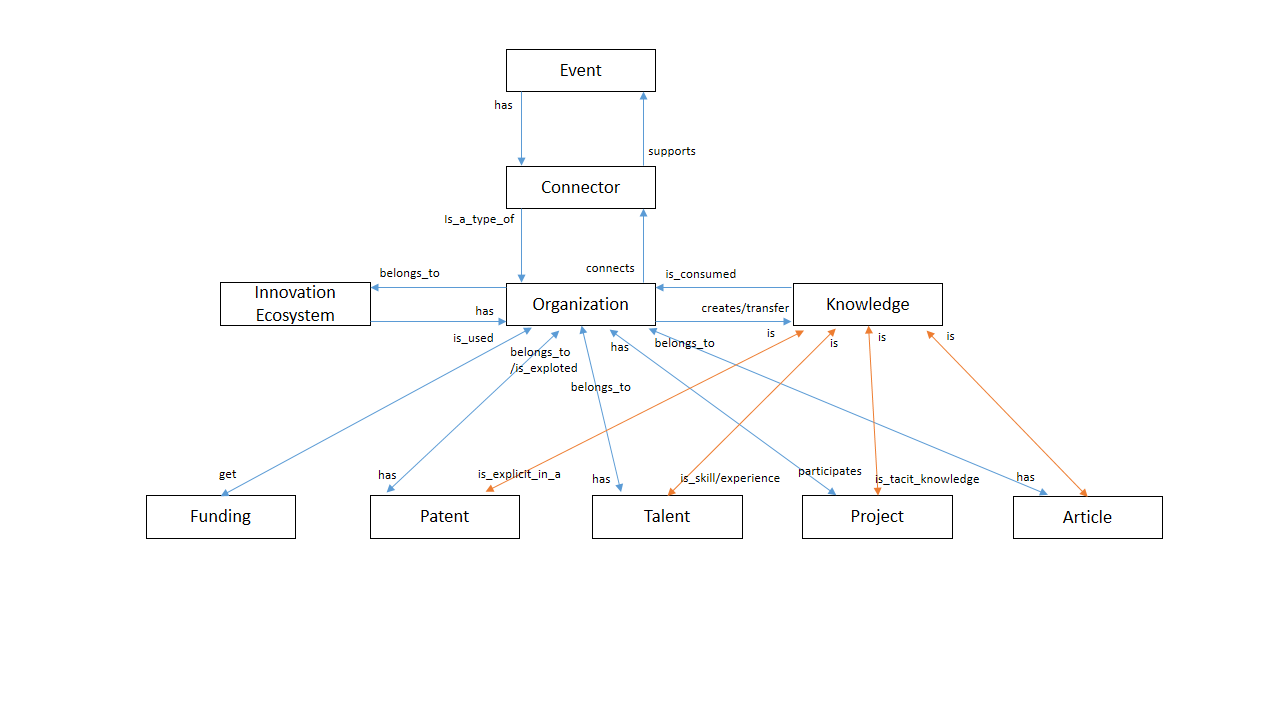 Event
has
supports
Connector
Is_a_type_of
connects
belongs_to
is_consumed
Innovation
Ecosystem
Organization
Knowledge
has
creates/transfer
is_used
belongs_to
/is_exploted
belongs_to
has
belongs_to
is
is
is
is
get
has
is_explicit_in_a
has
is_skill/experience
participates
is_tacit_knowledge
has
Funding
Patent
Talent
Project
Article